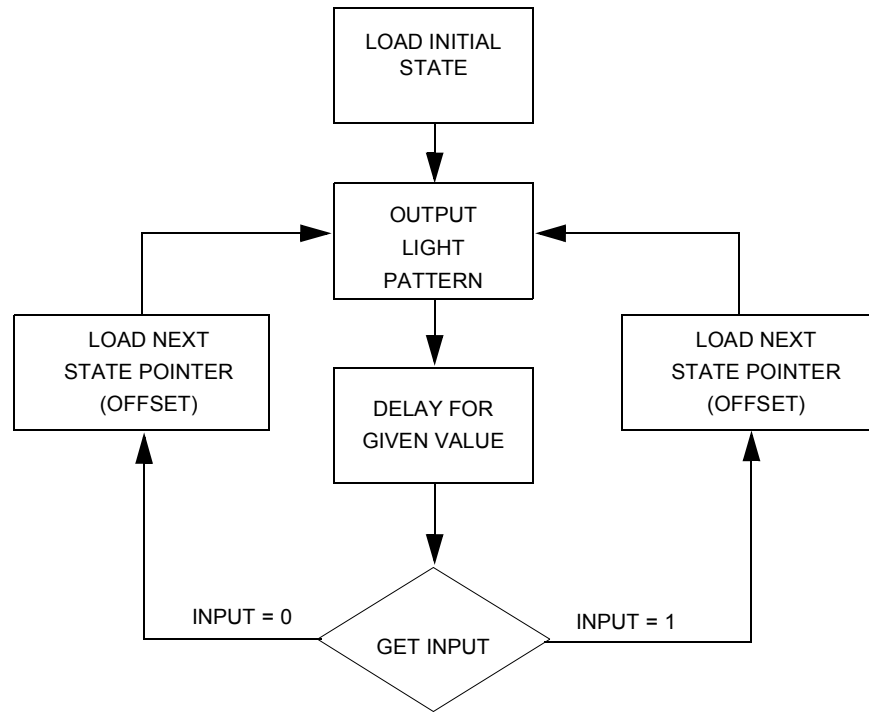 LOAD INITIAL
STATE
OUTPUT
LIGHT
PATTERN
LOAD NEXT
STATE POINTER
(OFFSET)
DELAY FOR
GIVEN VALUE
LOAD NEXT
STATE POINTER
(OFFSET)
INPUT = 0
GET INPUT
INPUT = 1